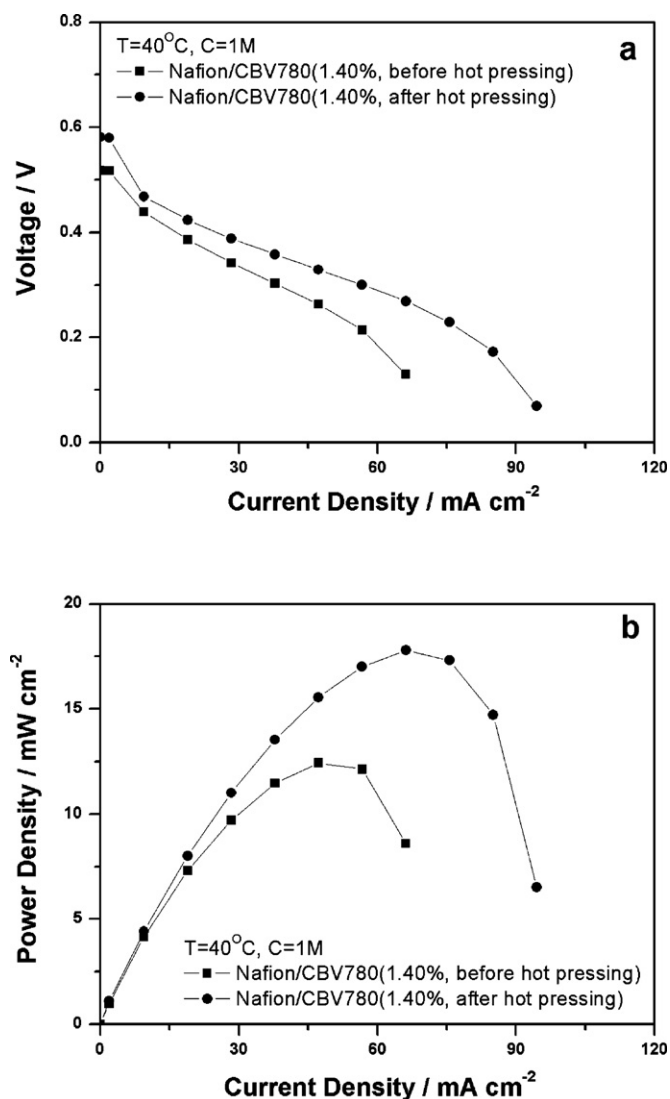 a
T=40°C, C=1M
Nafion/CBV780(1.40%, before hot pressing)
Nafion/CBV780(1.40%, after hot pressing)
0.8
0.6
0.4
0.2
0.0
Voltage / V
0 30 60 90 120
Current Density / mA cm⁻²
b
20
15
10
5
0
Power Density / mW cm⁻²
T=40°C, C=1M
Nafion/CBV780(1.40%, before hot pressing)
Nafion/CBV780(1.40%, after hot pressing)
0 30 60 90 120
Current Density / mA cm⁻²